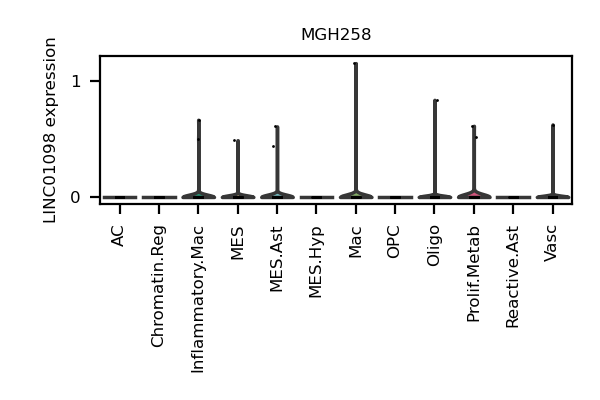 MGH258
LINC01098 expression
1
0
AC
Chromatin.Reg
Inflammatory.Mac
MES
MES.Ast
MES.Hyp
Mac
OPC
Oligo
Prolif.Metab
Reactive.Ast
Vasc